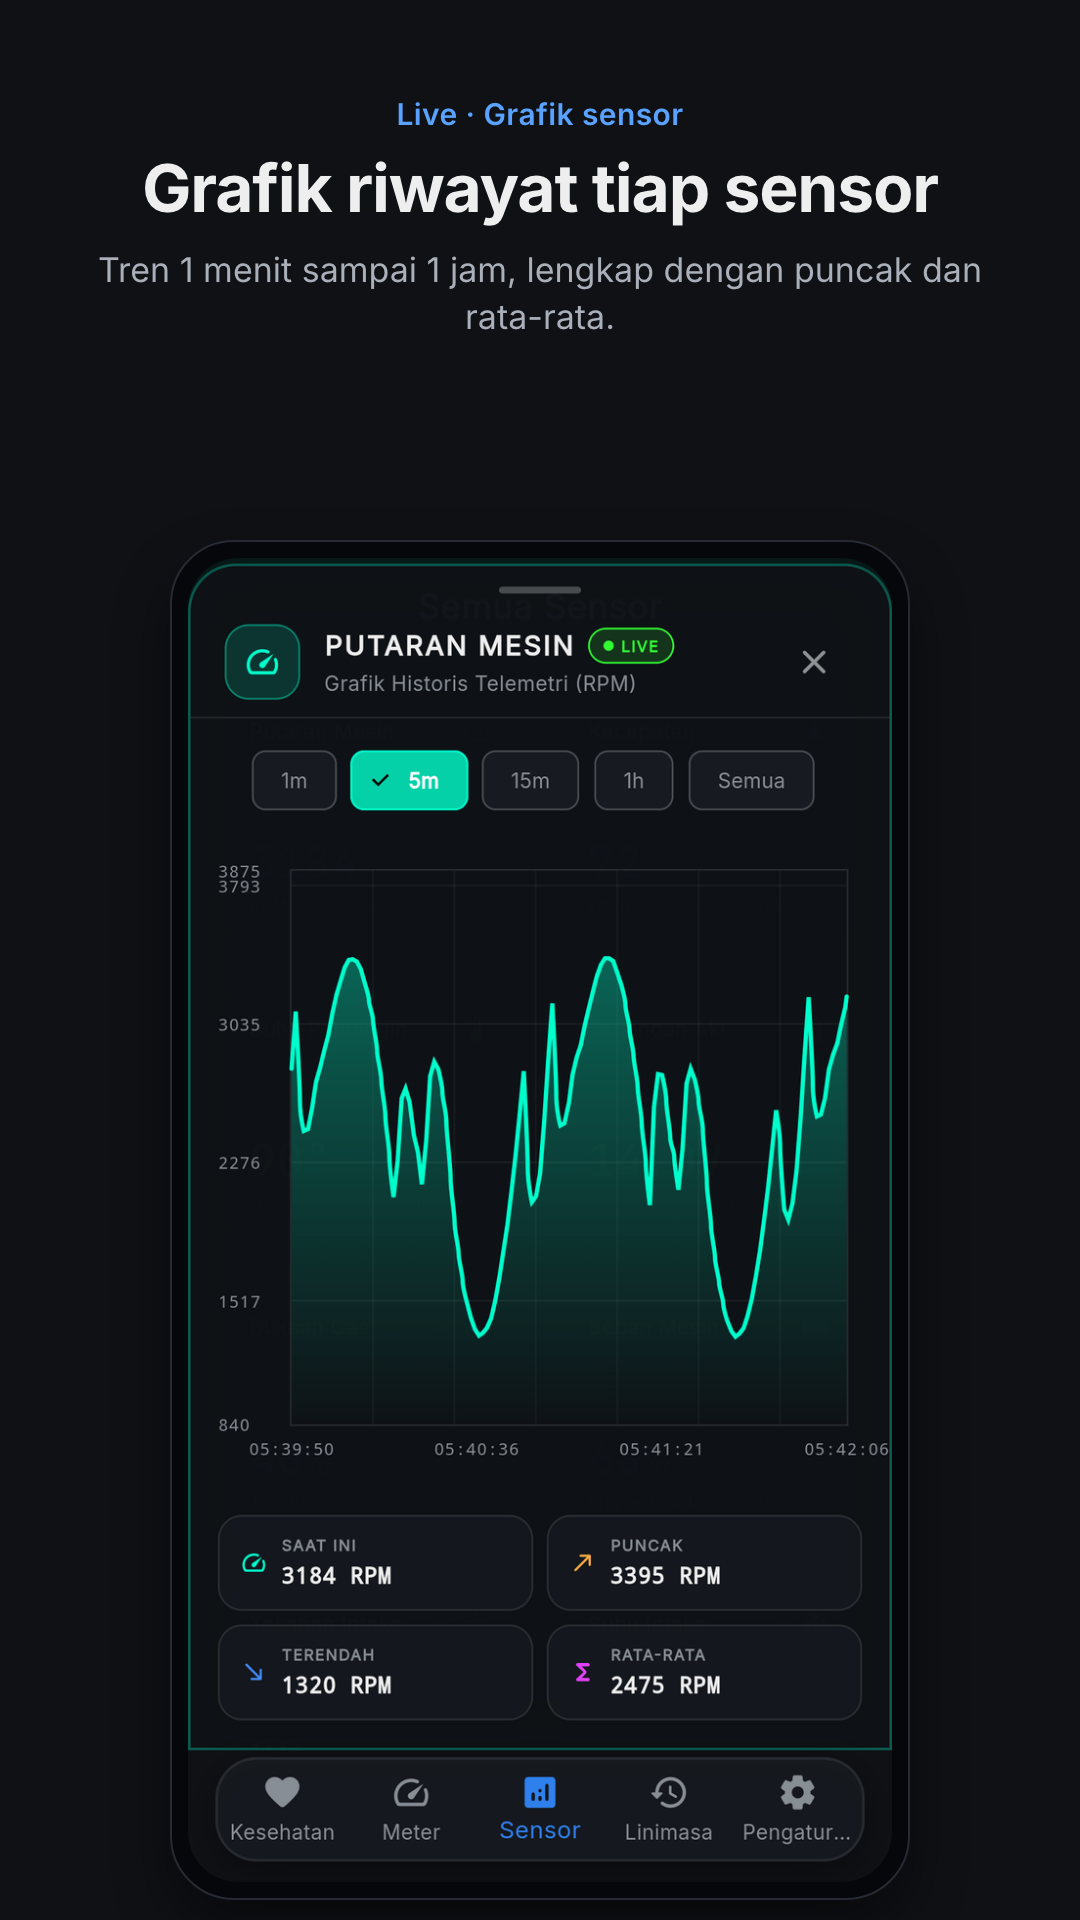 Live · Grafik sensor
Grafik riwayat tiap sensor
Tren 1 menit sampai 1 jam, lengkap dengan puncak dan
rata-rata.
Semua Sensor
PUTARAN MESIN
LIVE
Grafik Historis Telemetri (RPM)
1m
5m
15m
1h
Semua
3875
3793
3035
2276
1517
840
05:39:50
05:40:36
05:41:21
05:42:06
SAAT INI
3184 RPM
PUNCAK
3395 RPM
TERENDAH
1320 RPM
RATA-RATA
2475 RPM
Kesehatan
Meter
Sensor
Linimasa
Pengatur...